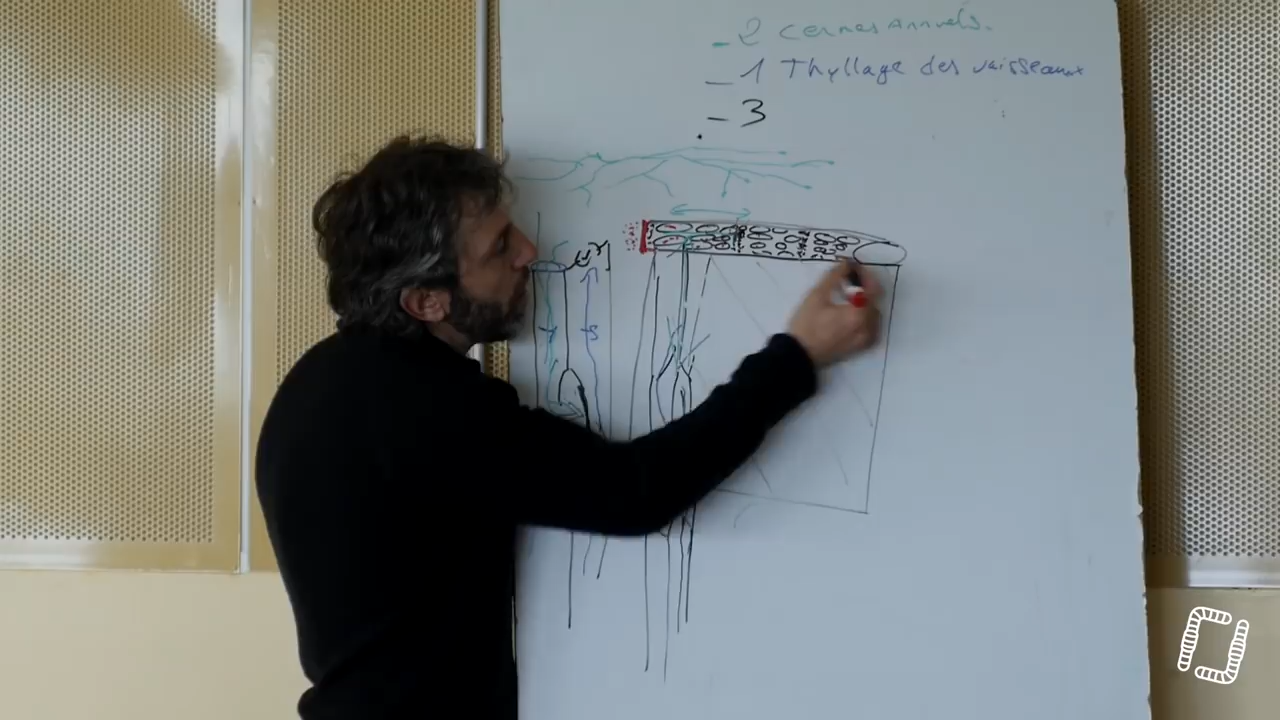 - 2 cernes annuels.
- 1 Thyllage des vaisseaux
- 3